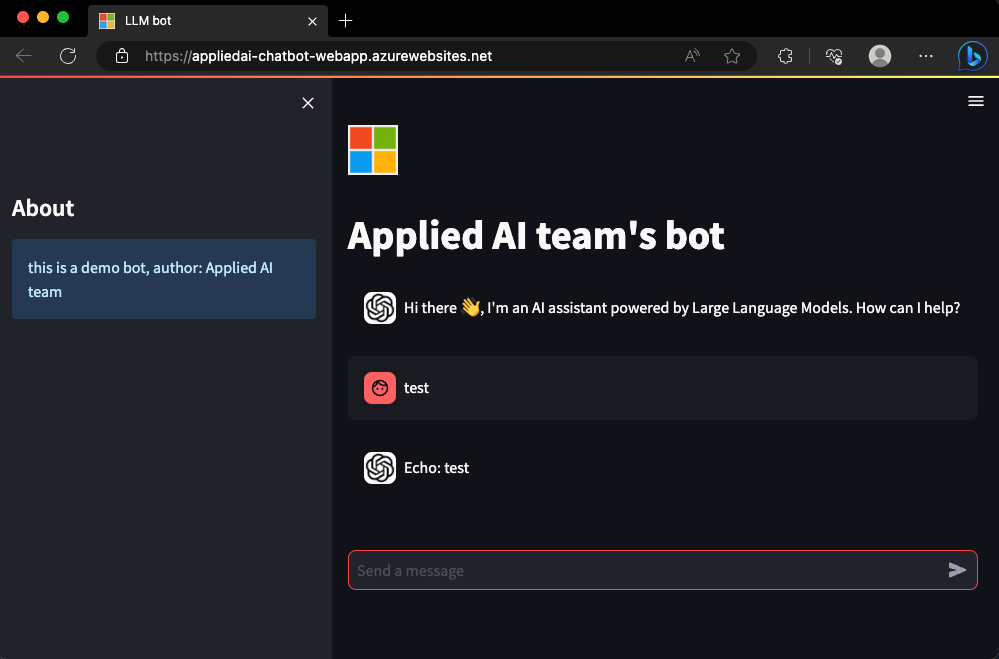 LLM bot
https://appliedai-chatbot-webapp.azurewebsites.net
About
this is a demo bot, author: Applied AI
team
Applied AI team's bot
Hi there 👋, I'm an AI assistant powered by Large Language Models. How can I help?
test
Echo: test
Send a message